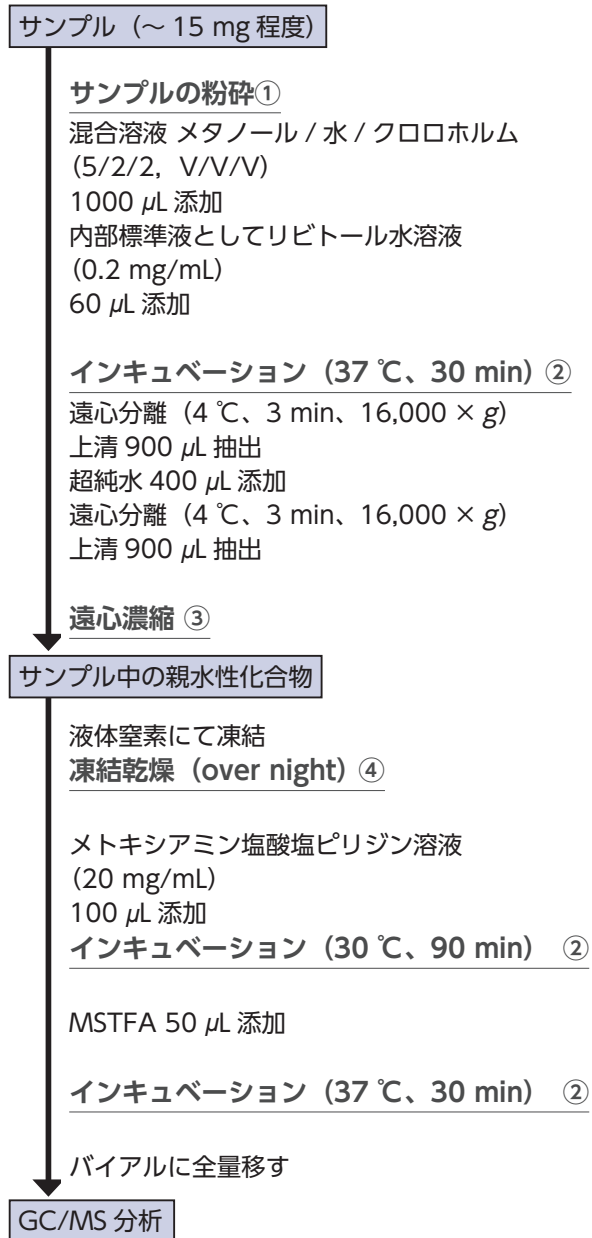 サンプル（～ 15 mg 程度）
サンプルの粉砕①
混合溶液 メタノール / 水 / クロロホルム
(5/2/2，V/V/V)
1000 μL 添加
内部標準液としてリビトール水溶液
(0.2 mg/mL)
60 μL 添加
インキュベーション（37 ℃、30 min）②
遠心分離（4 ℃、3 min、16,000 × g）
上清 900 μL 抽出
超純水 400 μL 添加
遠心分離（4 ℃、3 min、16,000 × g）
上清 900 μL 抽出
遠心濃縮 ③
サンプル中の親水性化合物
液体窒素にて凍結
凍結乾燥（over night）④
メトキシアミン塩酸塩ピリジン溶液
(20 mg/mL)
100 μL 添加
インキュベーション（30 ℃、90 min） ②
MSTFA 50 μL 添加
インキュベーション（37 ℃、30 min） ②
バイアルに全量移す
GC/MS 分析